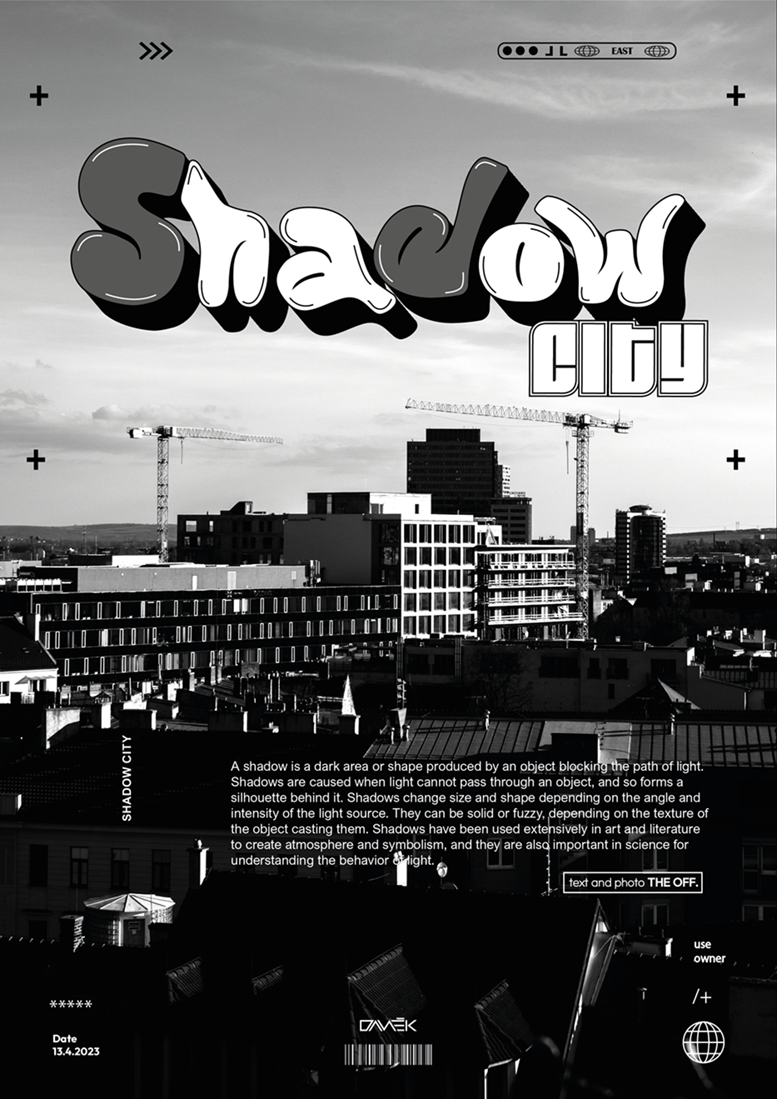 >>>
EAST
Shadow
City
SHADOW CITY
A shadow is a dark area or shape produced by an object blocking the path of light.
Shadows are caused when light cannot pass through an object, and so forms a
silhouette behind it. Shadows change size and shape depending on the angle and
intensity of the light source. They can be solid or fuzzy, depending on the texture of
the object casting them. Shadows have been used extensively in art and literature
to create atmosphere and symbolism, and they are also important in science for
understanding the behavior of light.
text and photo THE OFF.
use
owner
*****
/+
DAVĒK
Date
13.4.2023